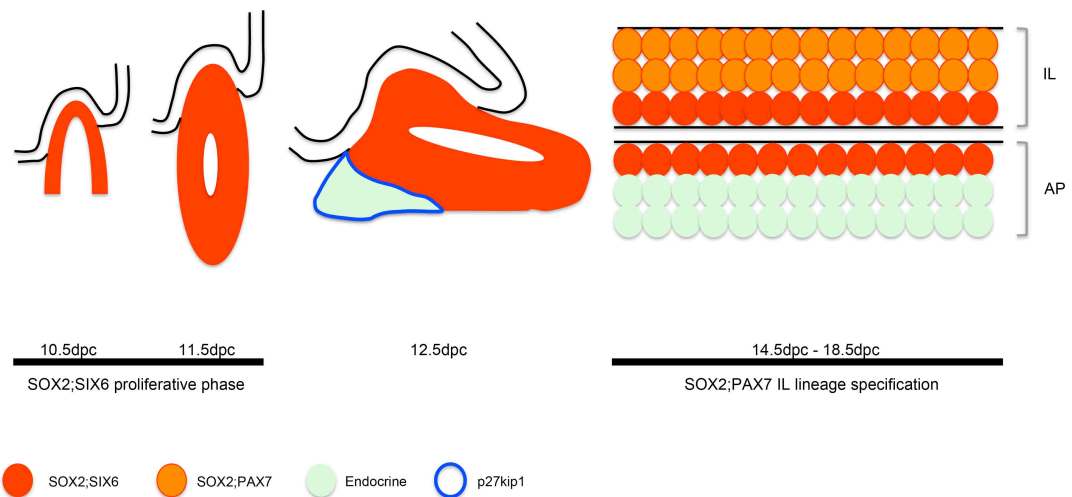 IL
AP
10.5dpc 11.5dpc 12.5dpc 14.5dpc - 18.5dpc
SOX2;SIX6 proliferative phase SOX2;PAX7 IL lineage specification
SOX2;SIX6 SOX2;PAX7 Endocrine p27kip1